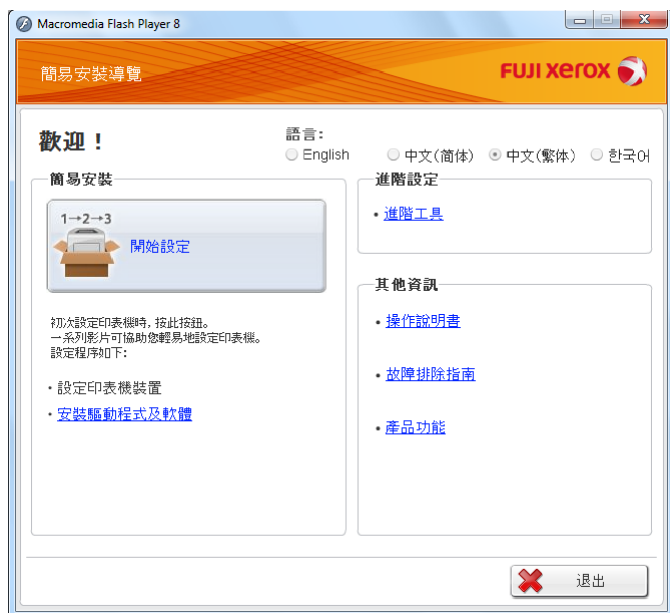 Macromedia Flash Player 8
簡易安裝導覽
FUJI xerox
歡迎！
語言:
English
中文(简体)
中文(繁体)
한국어
簡易安裝
1→2→3
開始設定
初次設定印表機時, 按此按鈕。
一系列影片可協助您輕易地設定印表機。
設定程序如下:
・設定印表機裝置
・安裝驅動程式及軟體
進階設定
• 進階工具
其他資訊
• 操作說明書
• 故障排除指南
• 產品功能
退出